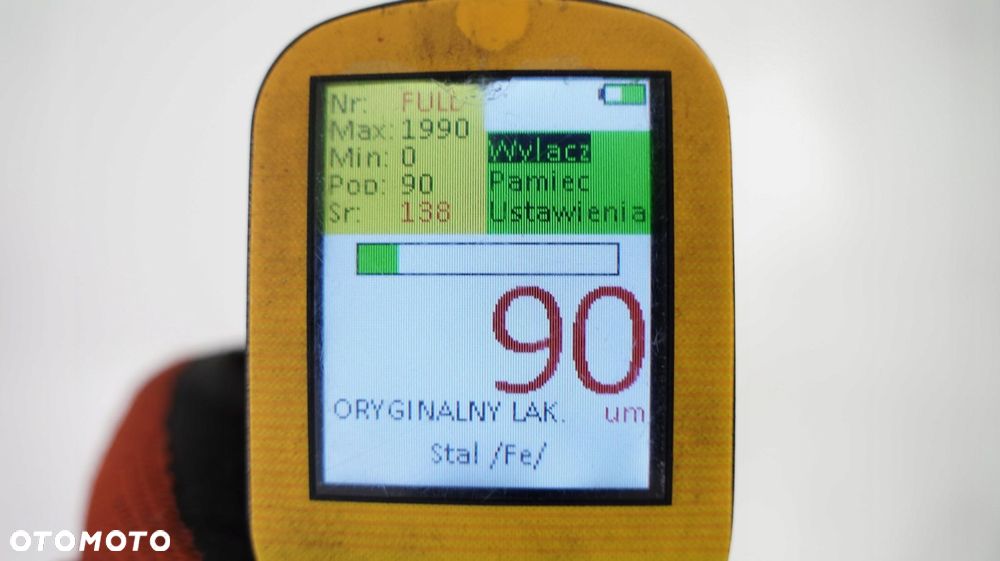 Nr: FULL
Max: 1990
Min: 0
Pop: 90
Sr: 138
Wylacz
Pamiec
Ustawienia
90
ORYGINALNY LAK. um
Stal /Fe/
OTOMOTO